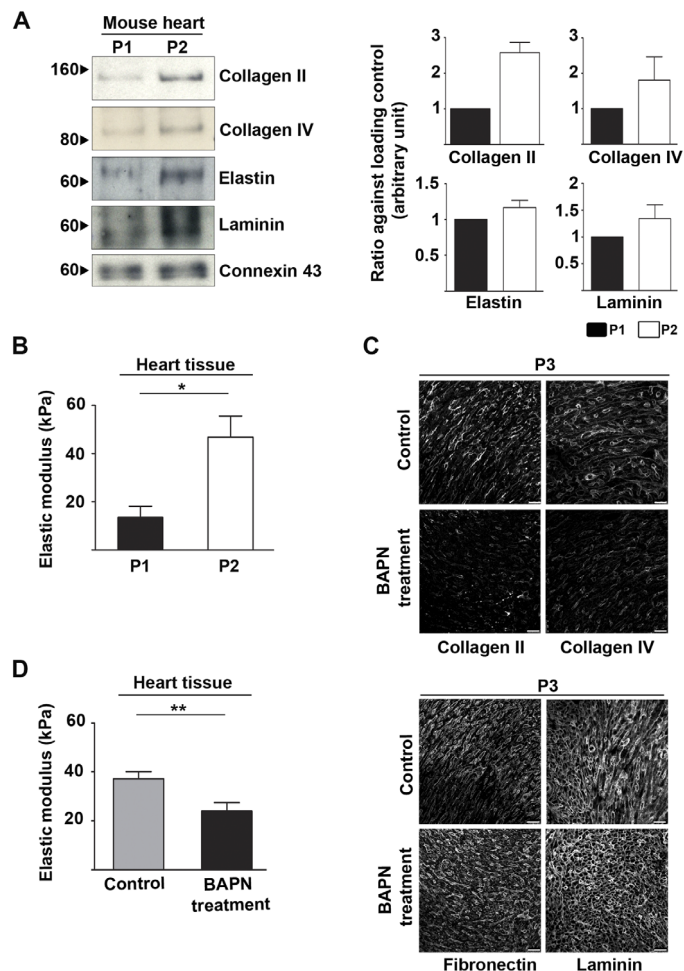 A
Mouse heart
P1 P2
160
Collagen II
80
Collagen IV
60
Elastin
60
Laminin
60
Connexin 43
Ratio against loading control
(arbitrary unit)
3
2
1
Collagen II
3
2
1
Collagen IV
1.5
1
0.5
Elastin
2
1.5
1
0.5
Laminin
P1 P2
B
Heart tissue
*
Elastic modulus (kPa)
60
40
20
P1 P2
C
P3
Control
BAPN
treatment
Collagen II Collagen IV
D
Heart tissue
**
Elastic modulus (kPa)
60
40
20
Control BAPN
treatment
P3
Control
BAPN
treatment
Fibronectin Laminin